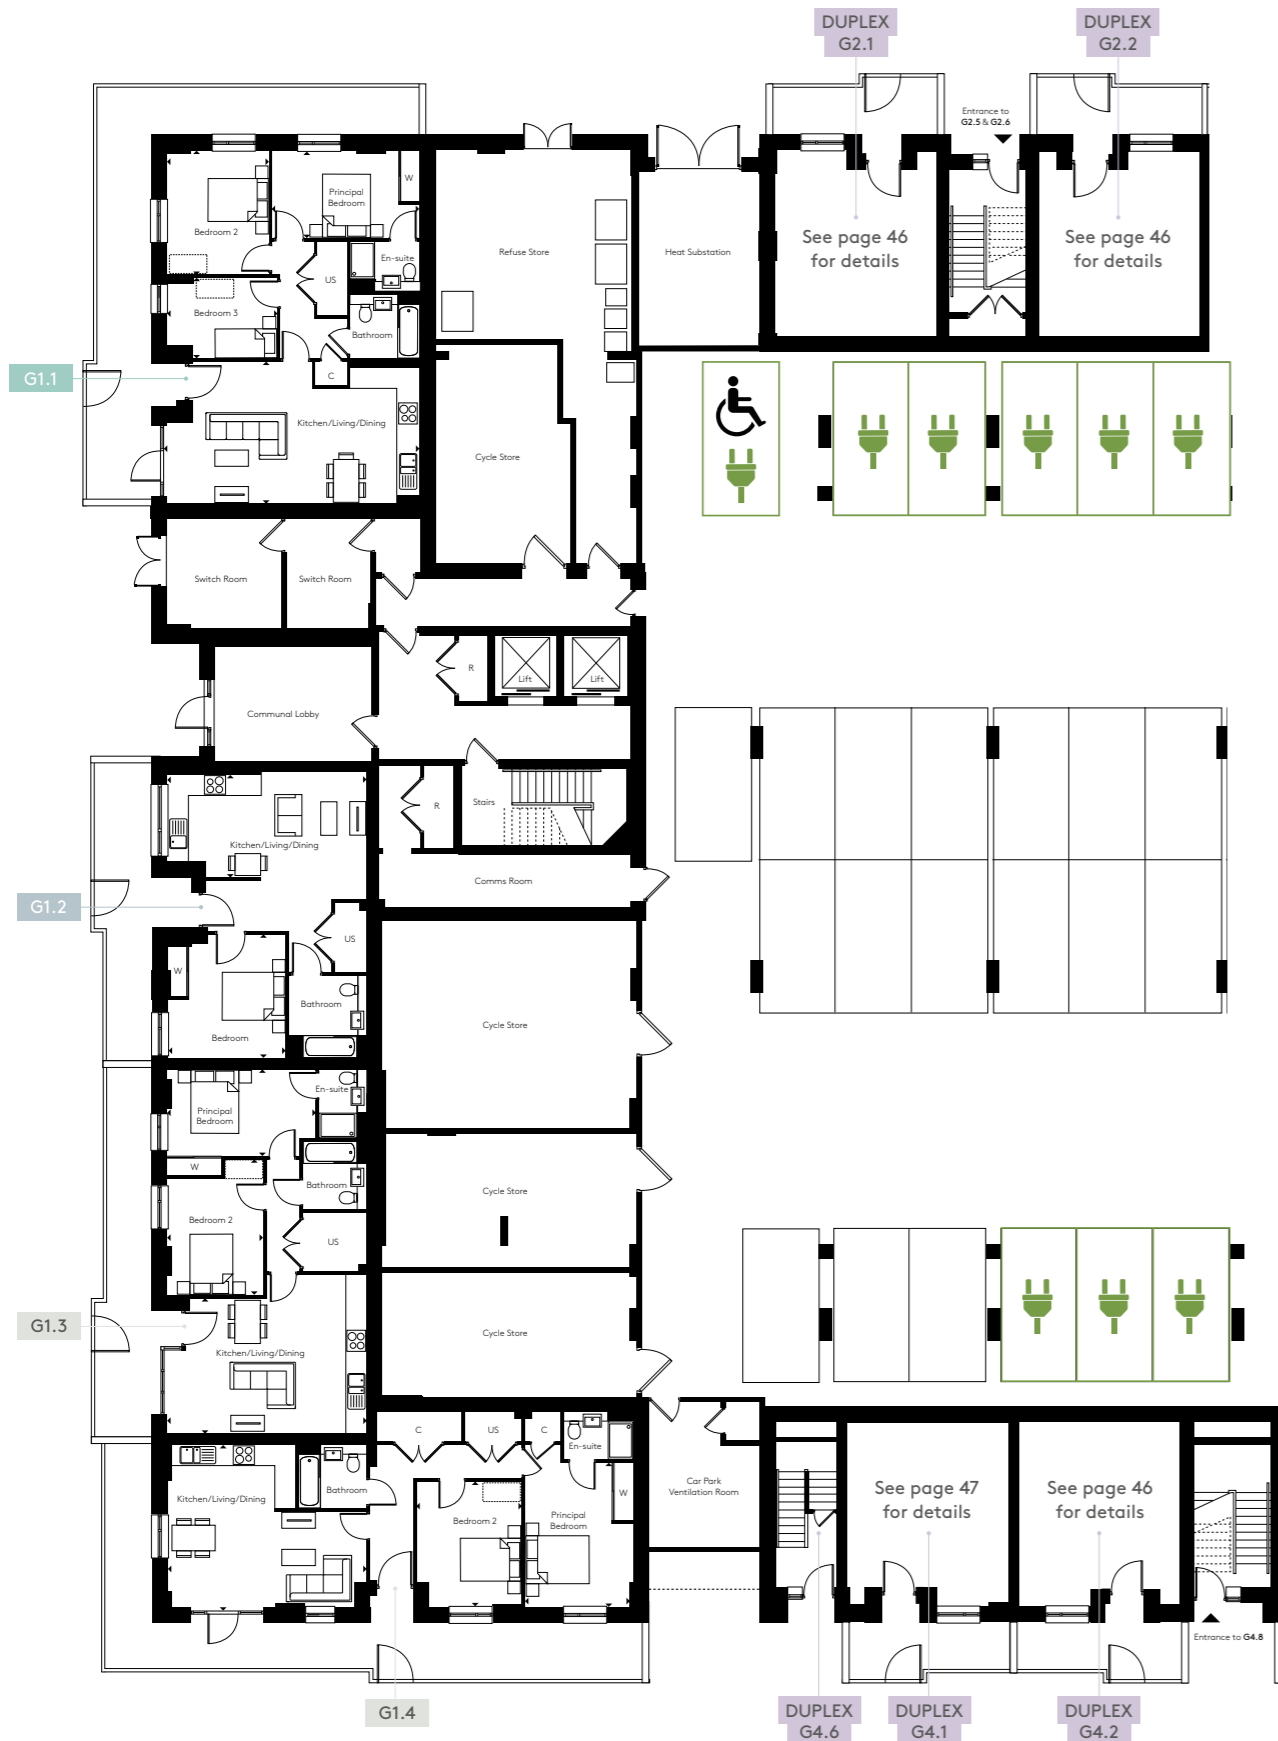 DUPLEX
G2.1
DUPLEX
G2.2
Entrance to
G2.5 & G2.6
Bedroom 2
Principal
Bedroom
W
En-suite
US
Bedroom 3
Bathroom
C
Refuse Store
Heat Substation
See page 46
for details
See page 46
for details
G1.1
Kitchen/Living/Dining
Cycle Store
Switch Room
Switch Room
R
Lift
Lift
Communal Lobby
R
Stairs
Kitchen/Living/Dining
Comms Room
G1.2
US
W
Bathroom
Bedroom
Cycle Store
Principal
Bedroom
En-suite
W
Bathroom
Bedroom 2
US
Cycle Store
G1.3
Kitchen/Living/Dining
Cycle Store
C
US
C
En-suite
Kitchen/Living/Dining
Bathroom
Bedroom 2
Principal
Bedroom
W
Car Park
Ventilation Room
See page 47
for details
See page 46
for details
Entrance to G4.8
G1.4
DUPLEX
G4.6
DUPLEX
G4.1
DUPLEX
G4.2